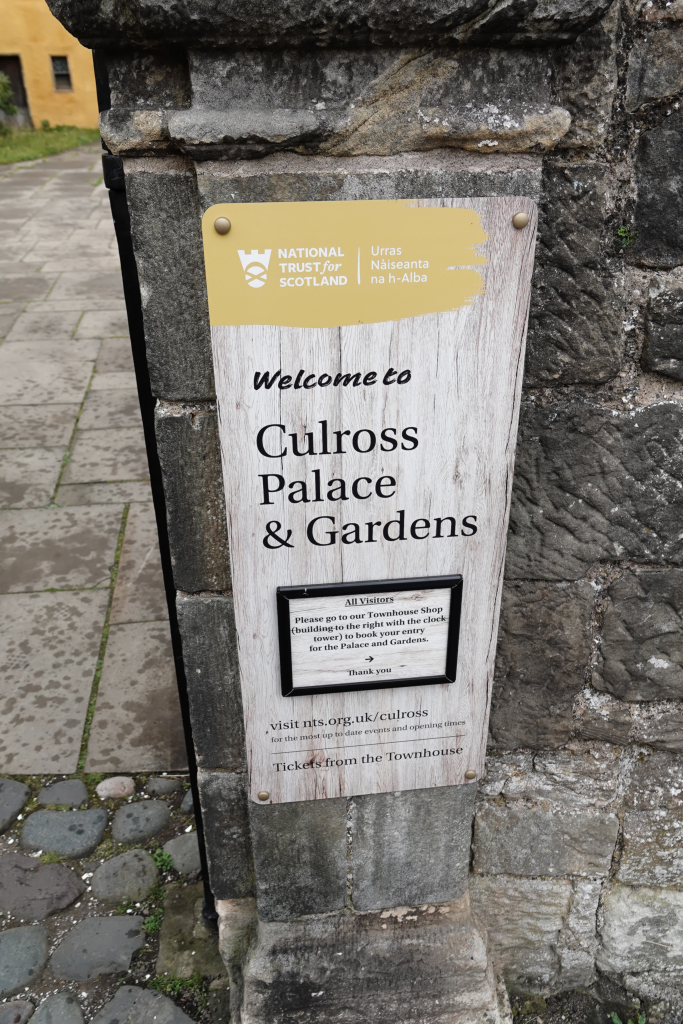 NATIONAL
TRUST for
SCOTLAND
Urras
Nàiseanta
na h-Alba
Welcome to
Culross
Palace
& Gardens
All Visitors
Please go to our Townhouse Shop
(building to the right with the clock
tower) to book your entry
for the Palace and Gardens.
→
Thank you
visit nts.org.uk/culross
for the most up to date events and opening times
Tickets from the Townhouse